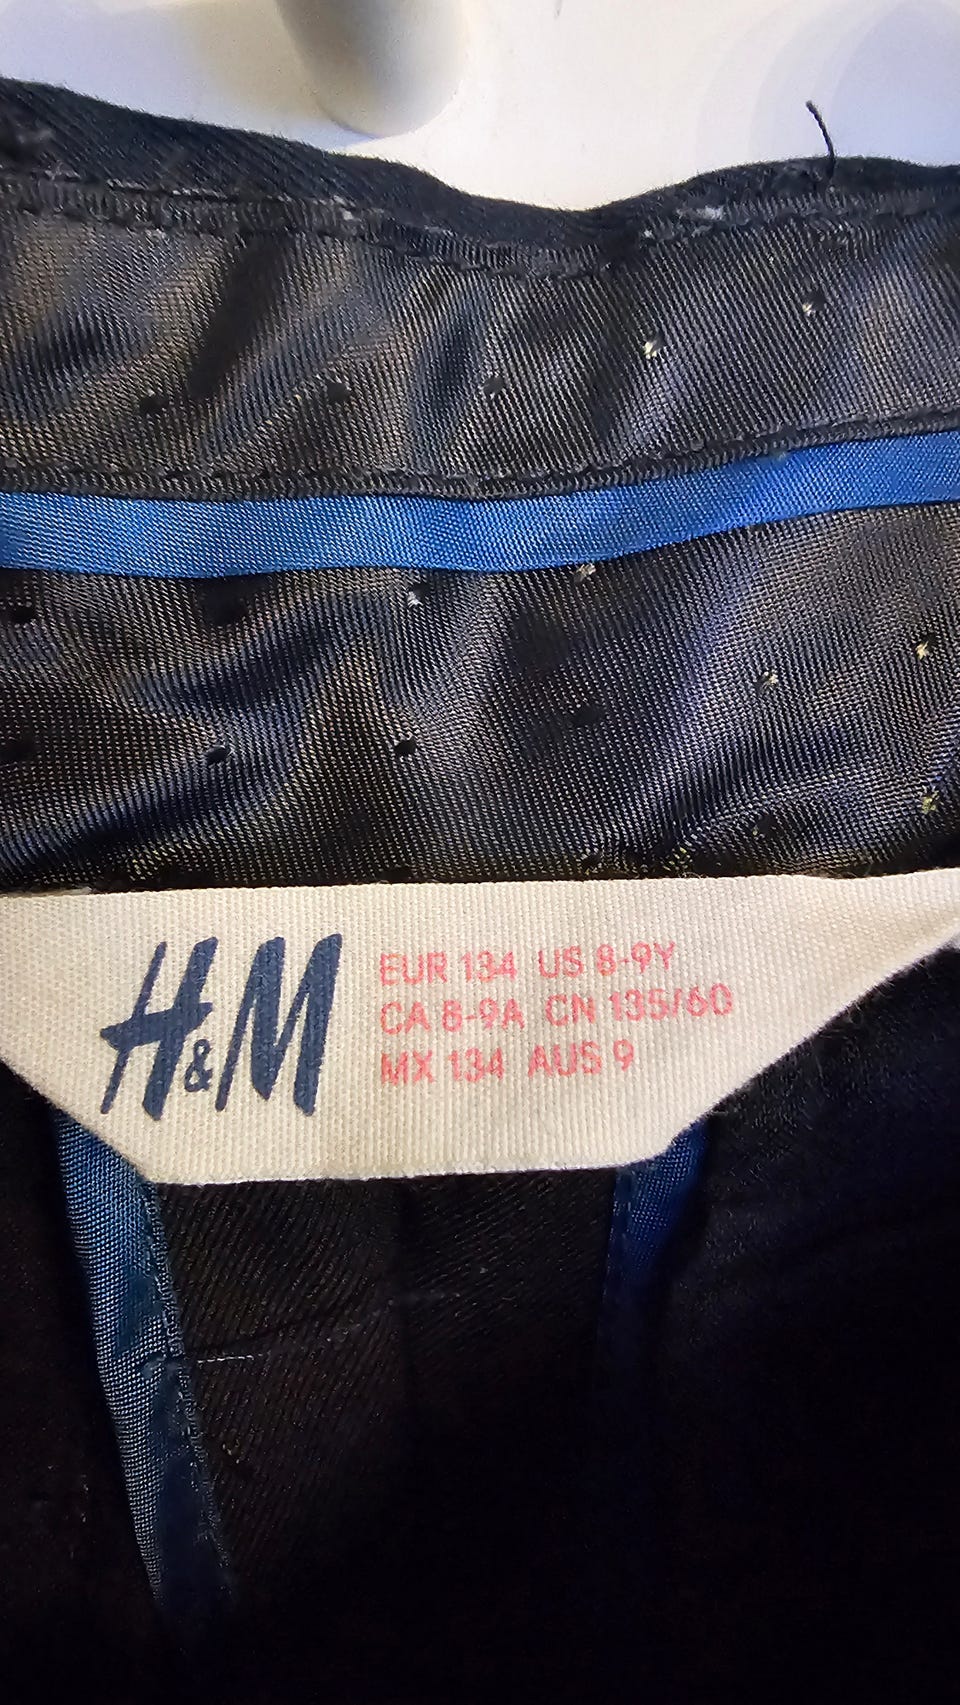 H&M
EUR 134 US 8-9Y
CA 8-9A CN 135/60
MX 134 AUS 9